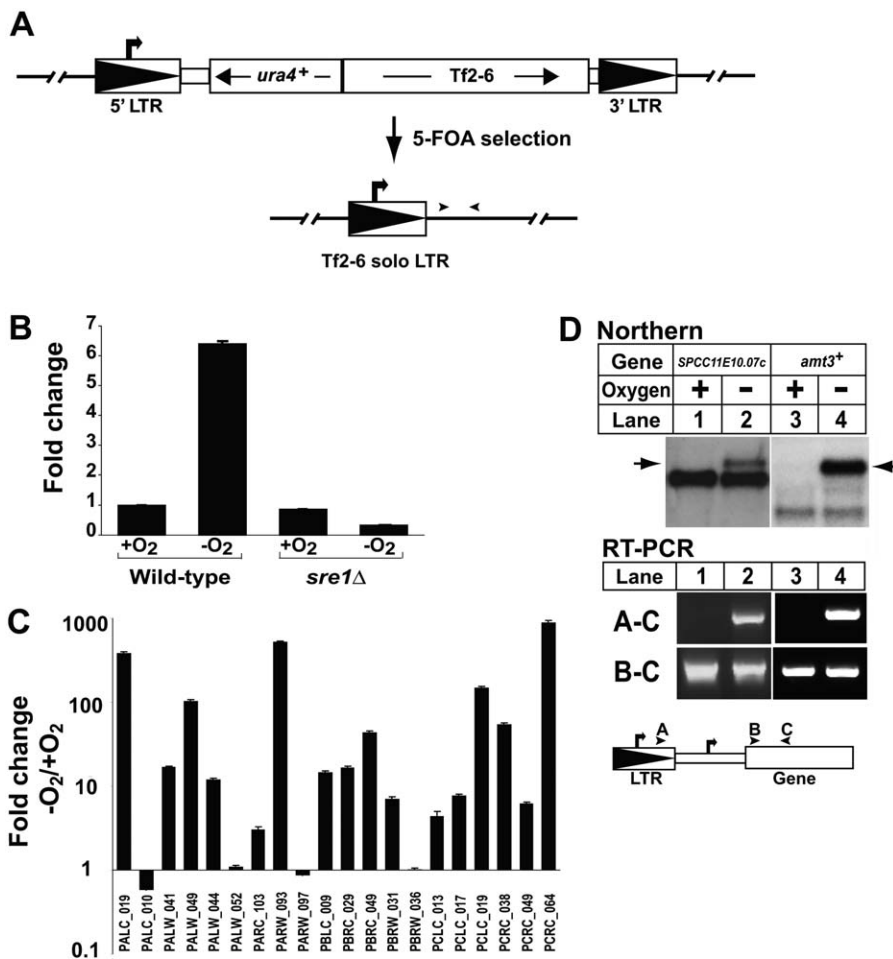 A
ura4+
Tf2-6
5' LTR
3' LTR
5-FOA selection
Tf2-6 solo LTR
B
Fold change
7
6
5
4
3
2
1
0
+O2
-O2
+O2
-O2
Wild-type
sre1Δ
C
Fold change
-O2/+O2
1000
100
10
1
0.1
PALC_019
PALC_010
PALW_041
PALW_049
PALW_044
PALW_052
PARC_103
PARW_093
PARW_097
PBLC_009
PBRC_029
PBRC_049
PBRW_031
PBRW_036
PCLC_013
PCLC_017
PCLC_019
PCRC_038
PCRC_049
PCRC_064
D Northern
Gene SPCC11E10.07c amt3+
Oxygen + - + -
Lane 1 2 3 4
RT-PCR
Lane 1 2 3 4
A-C
B-C
A
B
C
LTR
Gene